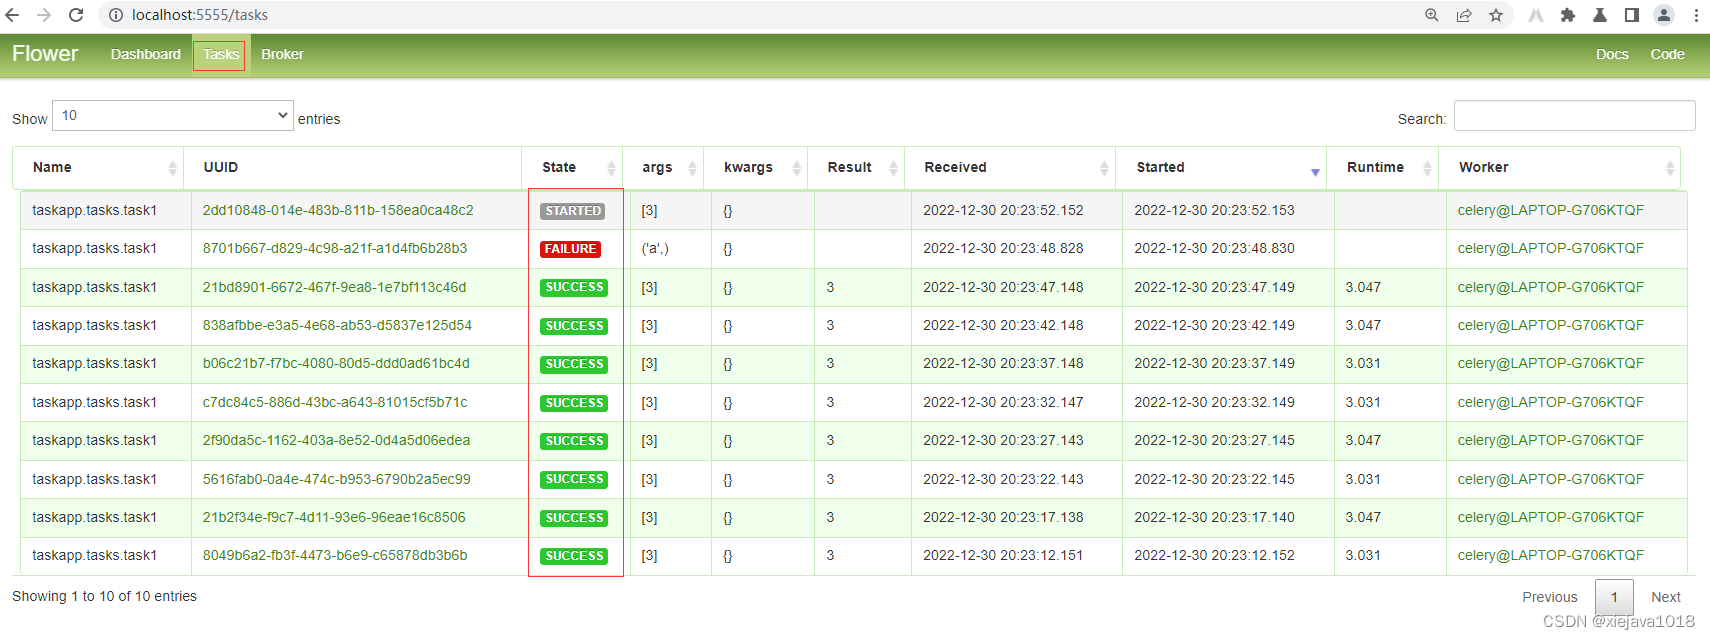 localhost:5555/tasks
Flower Dashboard Tasks Broker Docs Code
Show 10 entries Search:
Name UUID State args kwargs Result Received Started Runtime Worker
taskapp.tasks.task1 2dd10848-014e-483b-811b-158ea0ca48c2 STARTED [3] {} 2022-12-30 20:23:52.152 2022-12-30 20:23:52.153 celery@LAPTOP-G706KTQF
taskapp.tasks.task1 8701b667-d829-4c98-a21f-a1d4fb6b28b3 FAILURE ('a',) {} 2022-12-30 20:23:48.828 2022-12-30 20:23:48.830 celery@LAPTOP-G706KTQF
taskapp.tasks.task1 21bd8901-6672-467f-9ea8-1e7bf113c46d SUCCESS [3] {} 3 2022-12-30 20:23:47.148 2022-12-30 20:23:47.149 3.047 celery@LAPTOP-G706KTQF
taskapp.tasks.task1 838afbbe-e3a5-4e68-ab53-d5837e125d54 SUCCESS [3] {} 3 2022-12-30 20:23:42.148 2022-12-30 20:23:42.149 3.047 celery@LAPTOP-G706KTQF
taskapp.tasks.task1 b06c21b7-f7bc-4080-80d5-ddd0ad61bc4d SUCCESS [3] {} 3 2022-12-30 20:23:37.148 2022-12-30 20:23:37.149 3.031 celery@LAPTOP-G706KTQF
taskapp.tasks.task1 c7dc84c5-886d-43bc-a643-81015cf5b71c SUCCESS [3] {} 3 2022-12-30 20:23:32.147 2022-12-30 20:23:32.149 3.031 celery@LAPTOP-G706KTQF
taskapp.tasks.task1 2f90da5c-1162-403a-8e52-0d4a5d06edea SUCCESS [3] {} 3 2022-12-30 20:23:27.143 2022-12-30 20:23:27.145 3.047 celery@LAPTOP-G706KTQF
taskapp.tasks.task1 5616fab0-0a4e-474c-b953-6790b2a5ec99 SUCCESS [3] {} 3 2022-12-30 20:23:22.143 2022-12-30 20:23:22.145 3.031 celery@LAPTOP-G706KTQF
taskapp.tasks.task1 21b2f34e-f9c7-4d11-93e6-96eae16c8506 SUCCESS [3] {} 3 2022-12-30 20:23:17.138 2022-12-30 20:23:17.140 3.047 celery@LAPTOP-G706KTQF
taskapp.tasks.task1 8049b6a2-fb3f-4473-b6e9-c65878db3b6b SUCCESS [3] {} 3 2022-12-30 20:23:12.151 2022-12-30 20:23:12.152 3.031 celery@LAPTOP-G706KTQF
Showing 1 to 10 of 10 entries Previous 1 Next
CSDN @xiejava1018